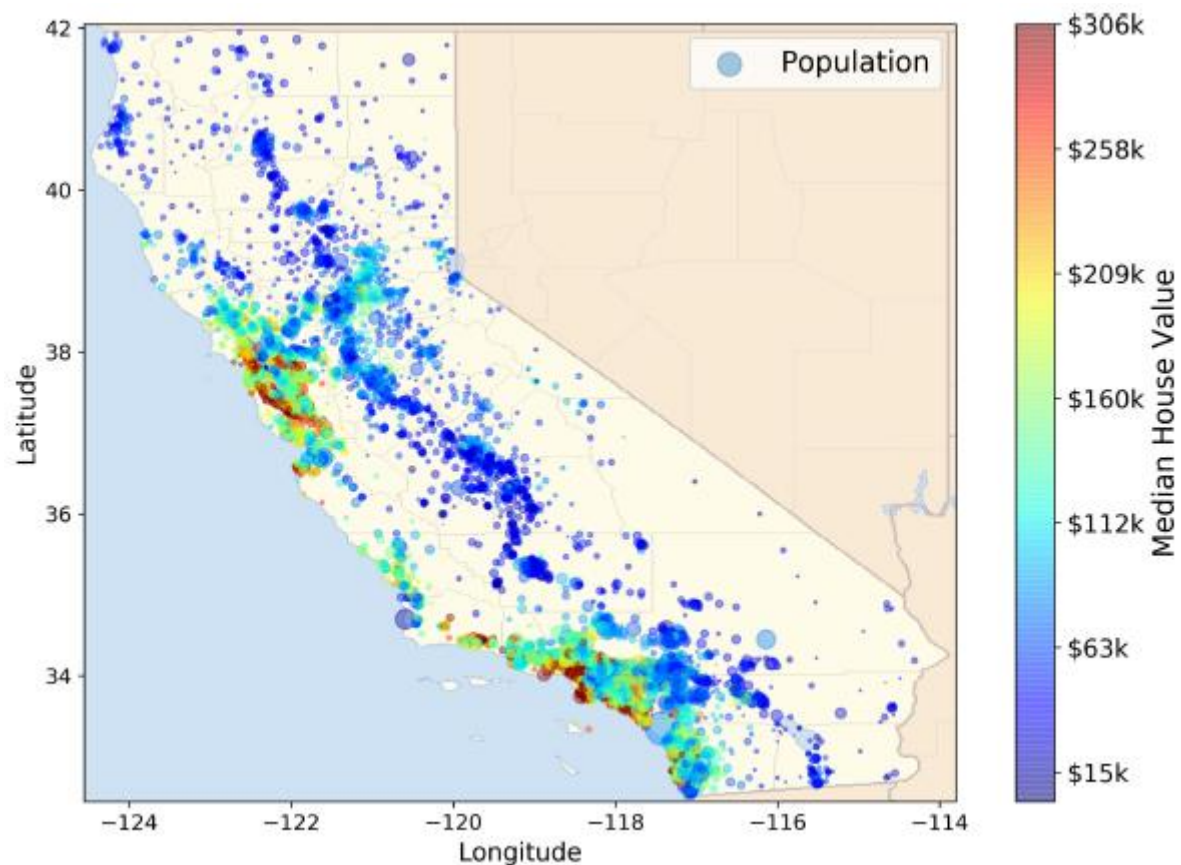 42
40
38
36
34
Latitude
−124
−122
−120
−118
−116
−114
Longitude
Population
$306k
$258k
$209k
$160k
$112k
$63k
$15k
Median House Value